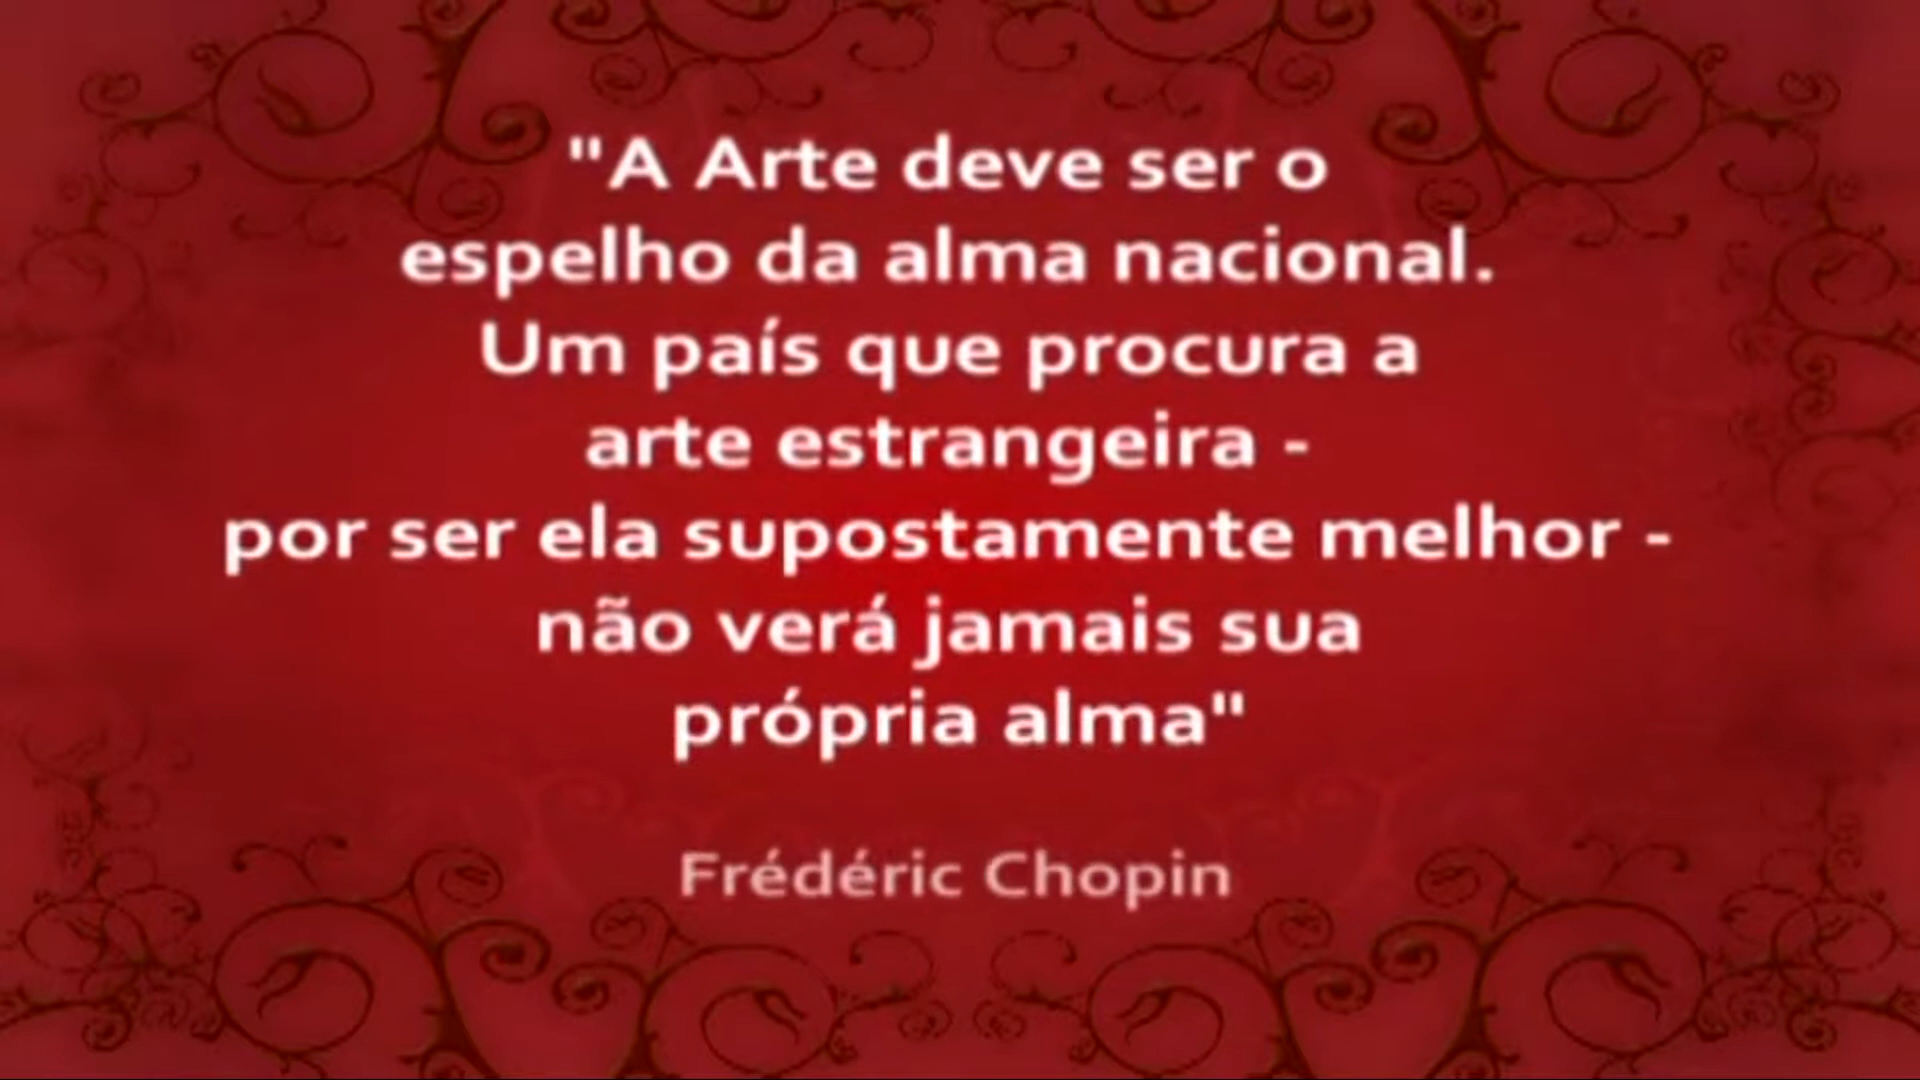 "A Arte deve ser o
espelho da alma nacional.
Um país que procura a
arte estrangeira -
por ser ela supostamente melhor -
não verá jamais sua
própria alma"
Frédéric Chopin